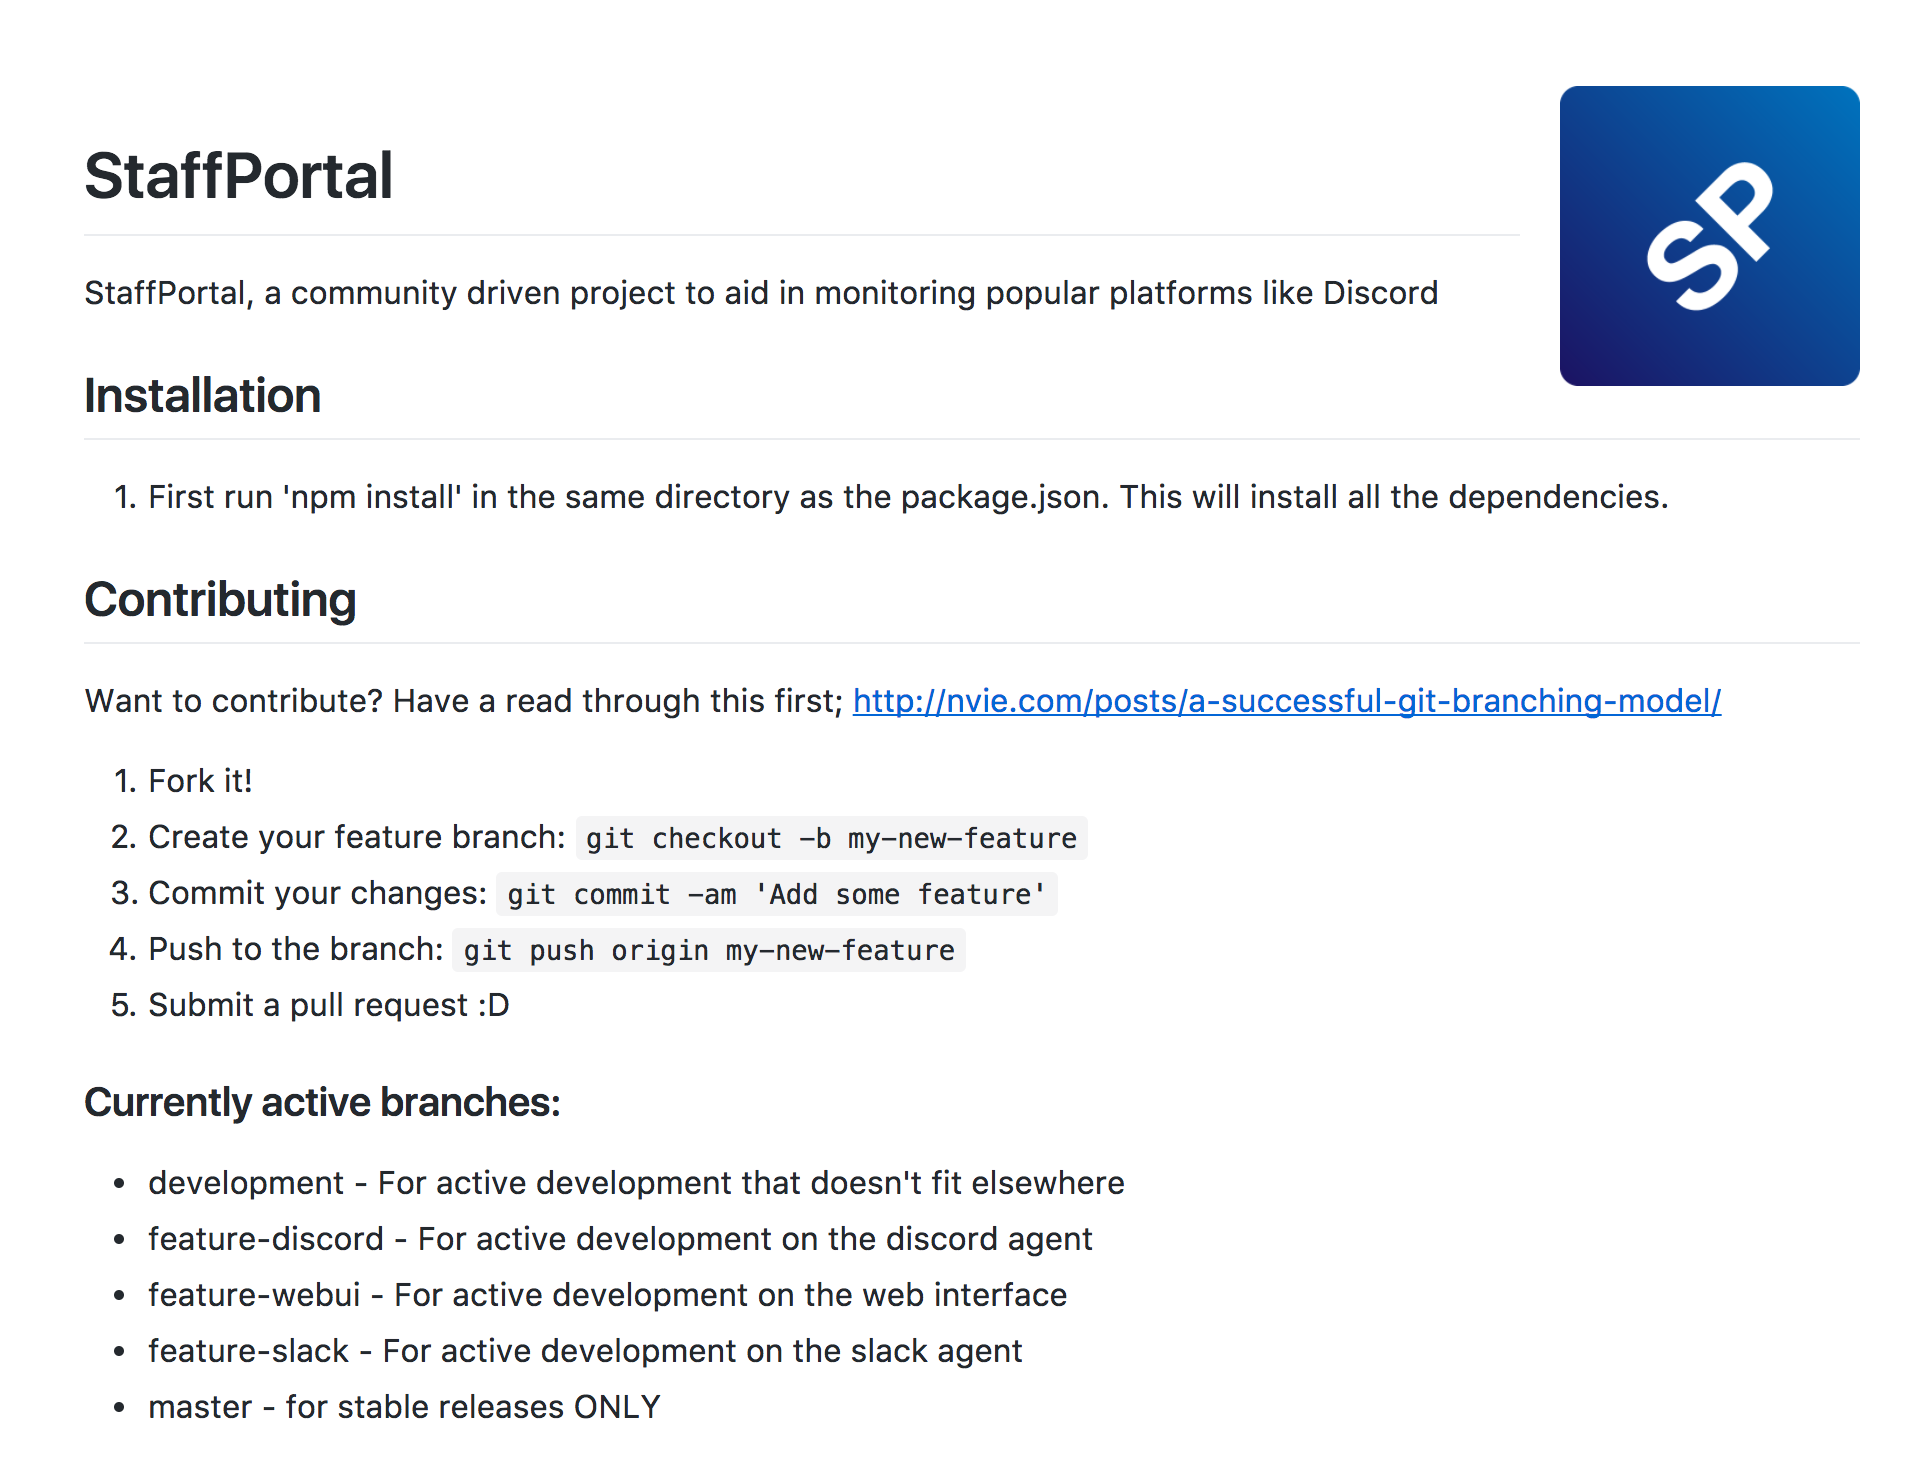 StaffPortal
SP
StaffPortal, a community driven project to aid in monitoring popular platforms like Discord
Installation
1. First run 'npm install' in the same directory as the package.json. This will install all the dependencies.
Contributing
Want to contribute? Have a read through this first; http://nvie.com/posts/a-successful-git-branching-model/
1. Fork it!
2. Create your feature branch: git checkout -b my-new-feature
3. Commit your changes: git commit -am 'Add some feature'
4. Push to the branch: git push origin my-new-feature
5. Submit a pull request :D
Currently active branches:
• development - For active development that doesn't fit elsewhere
• feature-discord - For active development on the discord agent
• feature-webui - For active development on the web interface
• feature-slack - For active development on the slack agent
• master - for stable releases ONLY